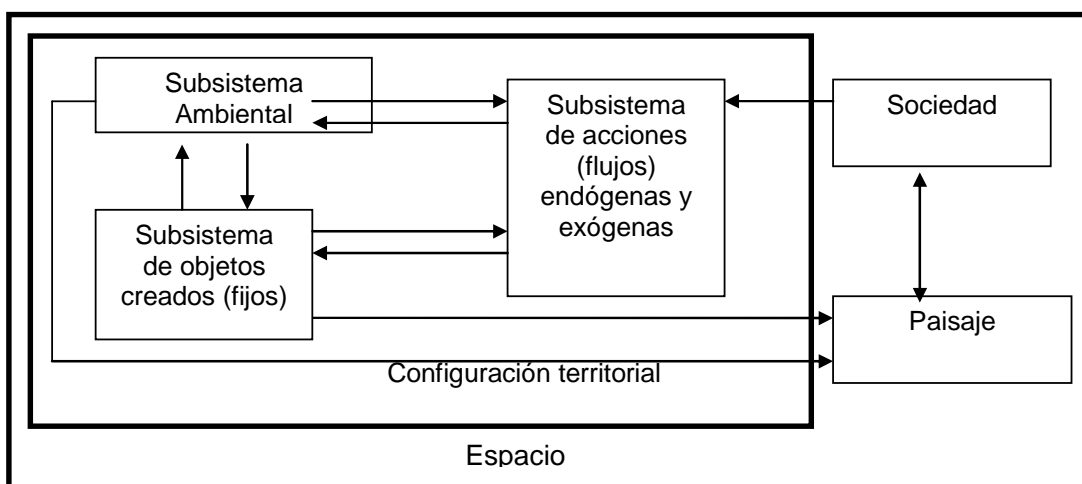 Subsistema
Ambiental
Subsistema
de acciones
(flujos)
endógenas y
exógenas
Sociedad
Subsistema
de objetos
creados (fijos)
Paisaje
Configuración territorial
Espacio